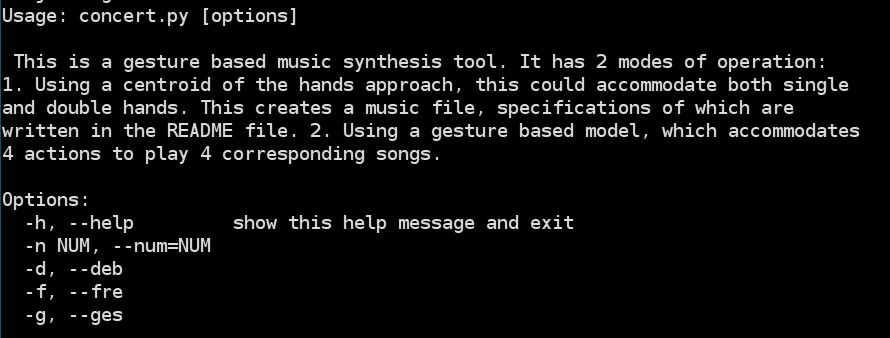 Usage: concert.py [options]
This is a gesture based music synthesis tool. It has 2 modes of operation:
1. Using a centroid of the hands approach, this could accommodate both single
and double hands. This creates a music file, specifications of which are
written in the README file. 2. Using a gesture based model, which accommodates
4 actions to play 4 corresponding songs.
Options:
-h, --help show this help message and exit
-n NUM, --num=NUM
-d, --deb
-f, --fre
-g, --ges